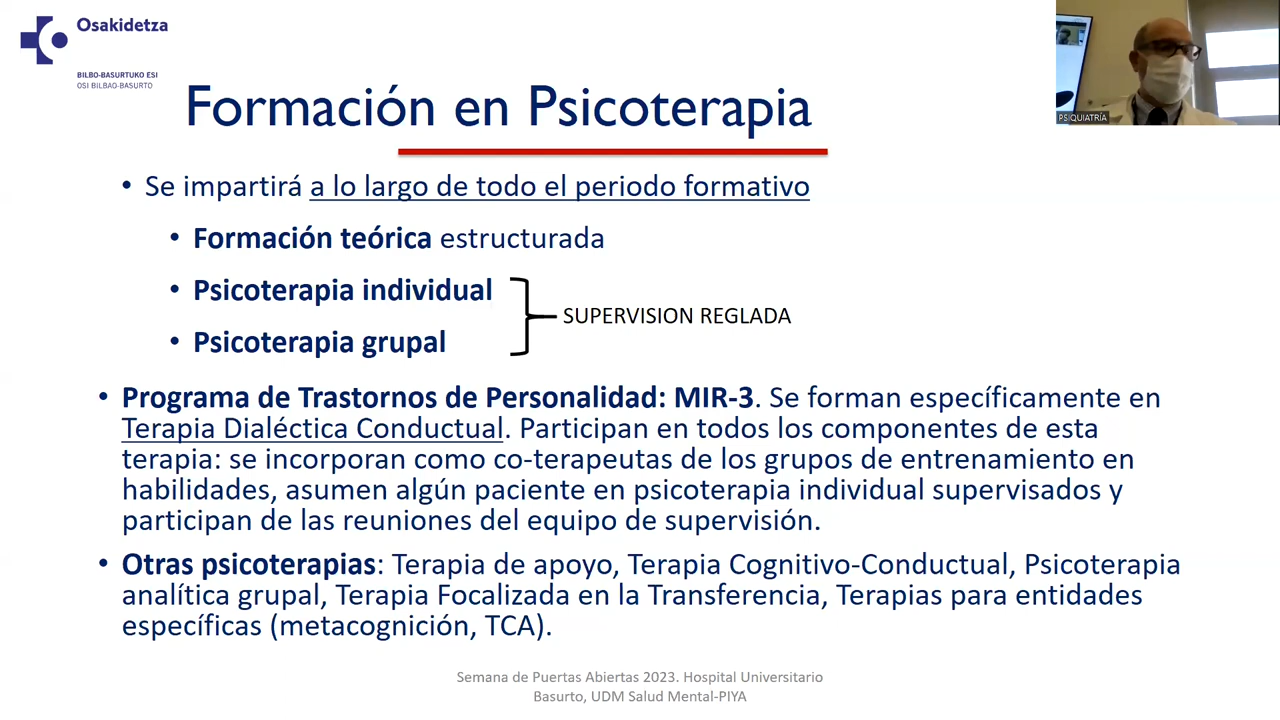 Osakidetza
BILBO-BASURTUKO ESI
OSI BILBAO-BASURTO
PSIQUIATRÍA
Formación en Psicoterapia
• Se impartirá a lo largo de todo el periodo formativo
• Formación teórica estructurada
• Psicoterapia individual
SUPERVISION REGLADA
• Psicoterapia grupal
• Programa de Trastornos de Personalidad: MIR-3. Se forman específicamente en
Terapia Dialéctica Conductual. Participan en todos los componentes de esta
terapia: se incorporan como co-terapeutas de los grupos de entrenamiento en
habilidades, asumen algún paciente en psicoterapia individual supervisados y
participan de las reuniones del equipo de supervisión.
• Otras psicoterapias: Terapia de apoyo, Terapia Cognitivo-Conductual, Psicoterapia
analítica grupal, Terapia Focalizada en la Transferencia, Terapias para entidades
específicas (metacognición, TCA).
Semana de Puertas Abiertas 2023. Hospital Universitario
Basurto, UDM Salud Mental-PIYA